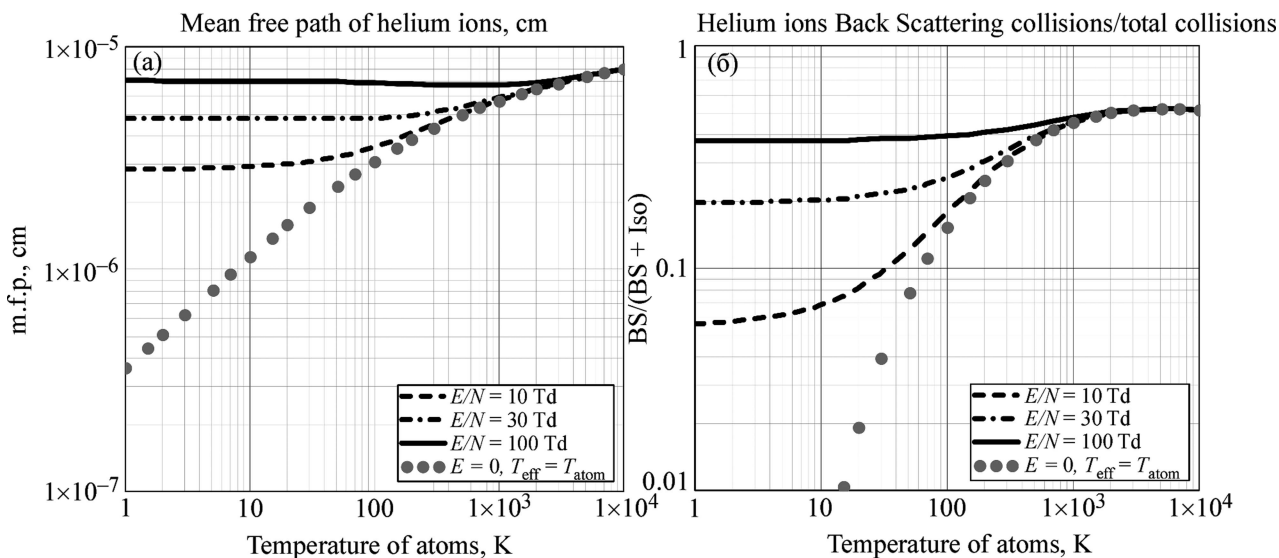 Mean free path of helium ions, cm
(а)
m.f.p., cm
1×10⁻⁵
1×10⁻⁶
1×10⁻⁷
1
10
100
1×10³
1×10⁴
Temperature of atoms, K
E/N = 10 Td
E/N = 30 Td
E/N = 100 Td
E = 0, T_eff = T_atom
Helium ions Back Scattering collisions/total collisions
(б)
BS/(BS + Iso)
1
0.1
0.01
1
10
100
1×10³
1×10⁴
Temperature of atoms, K
E/N = 10 Td
E/N = 30 Td
E/N = 100 Td
E = 0, T_eff = T_atom